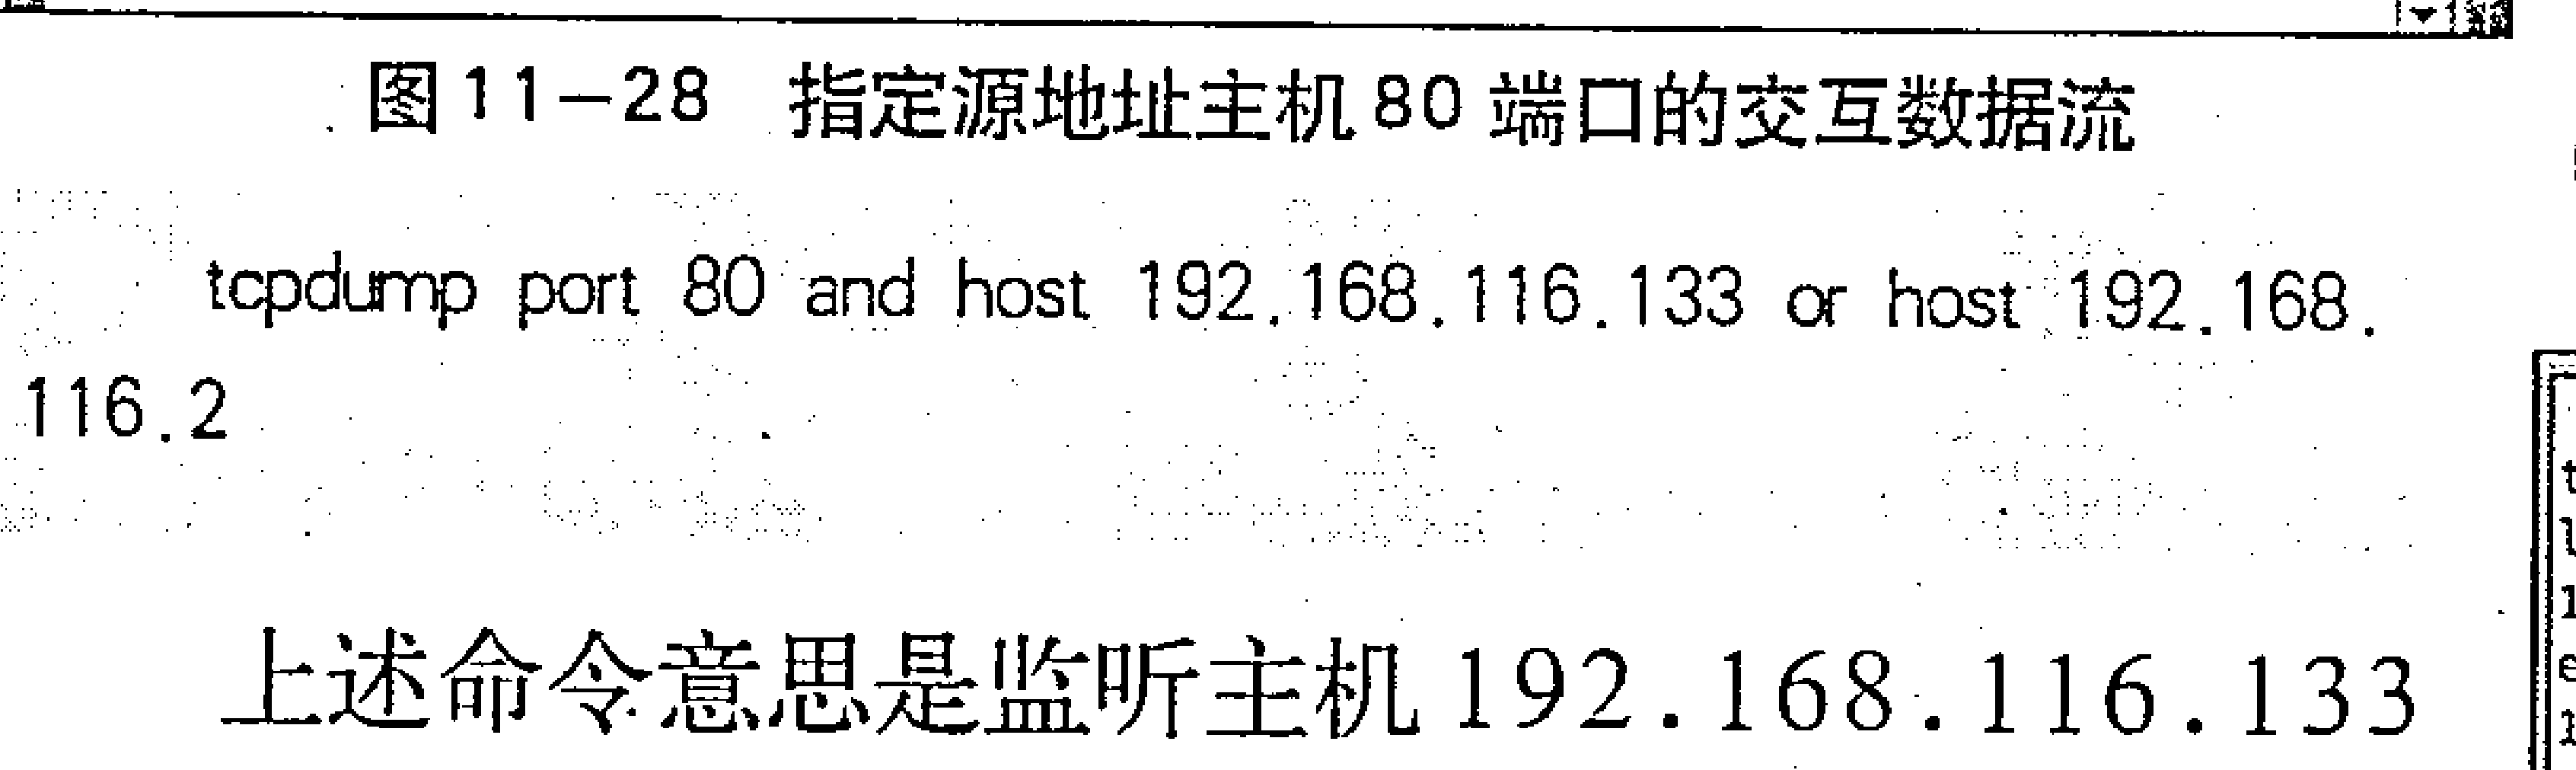 图11－28 指定源地址主机80端口的交互数据流
tcpdump port 80 and host 192.168.116.133 or host 192.168.
116.2
上述命令意思是监听主机192.168.116.133